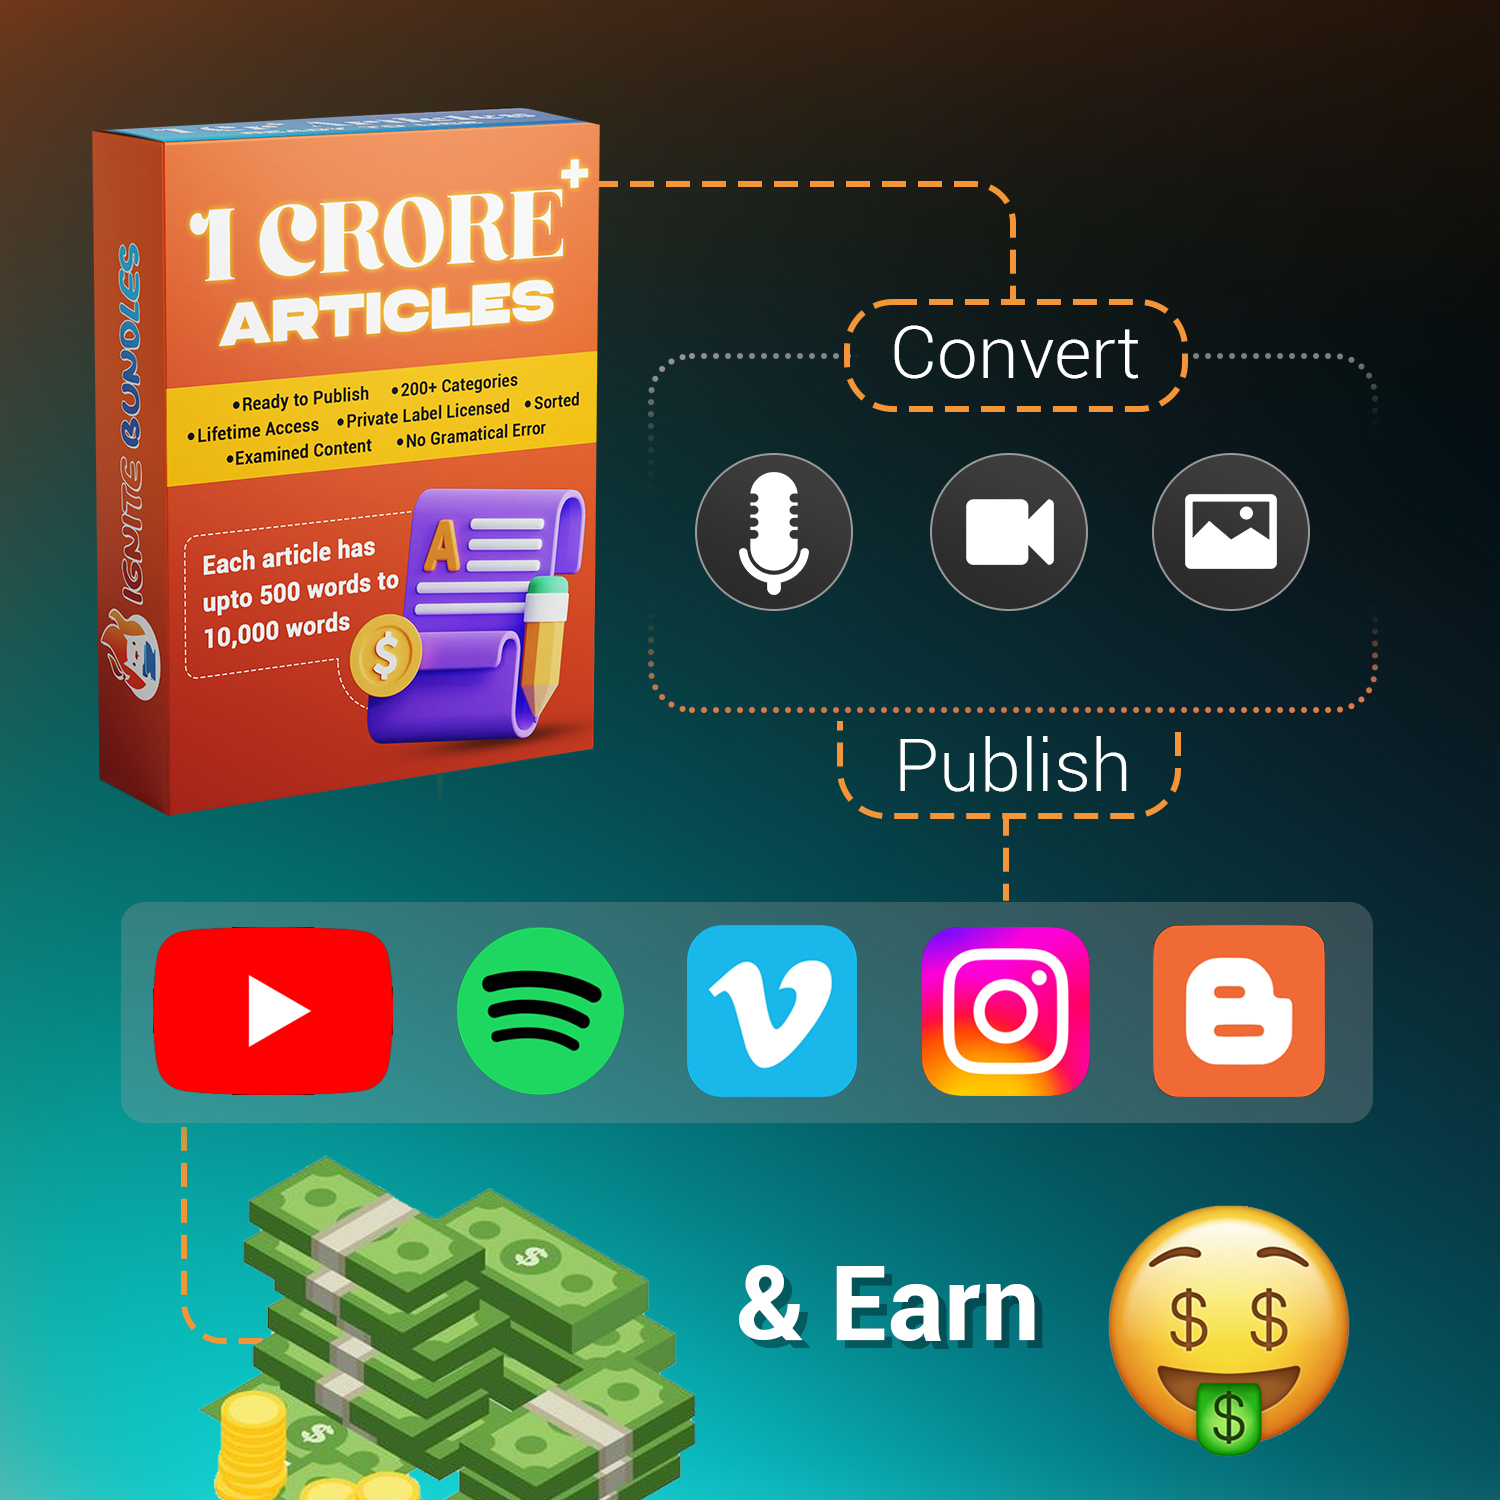 1 CRORE+
ARTICLES
•Ready to Publish •200+ Categories
•Lifetime Access •Private Label Licensed •Sorted
•Examined Content •No Gramatical Error
Each article has
upto 500 words to
10,000 words
A
$
IGNITE BUNDLES
Convert
Publish
& Earn
$ $
$